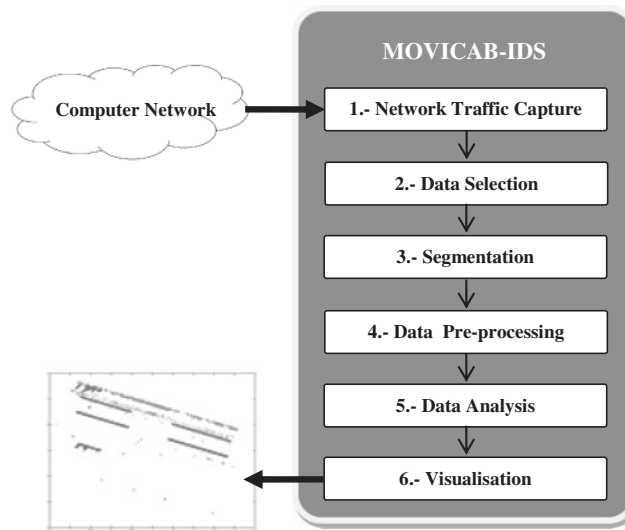 MOVICAB-IDS
Computer Network
1.- Network Traffic Capture
2.- Data Selection
3.- Segmentation
4.- Data Pre-processing
5.- Data Analysis
6.- Visualisation